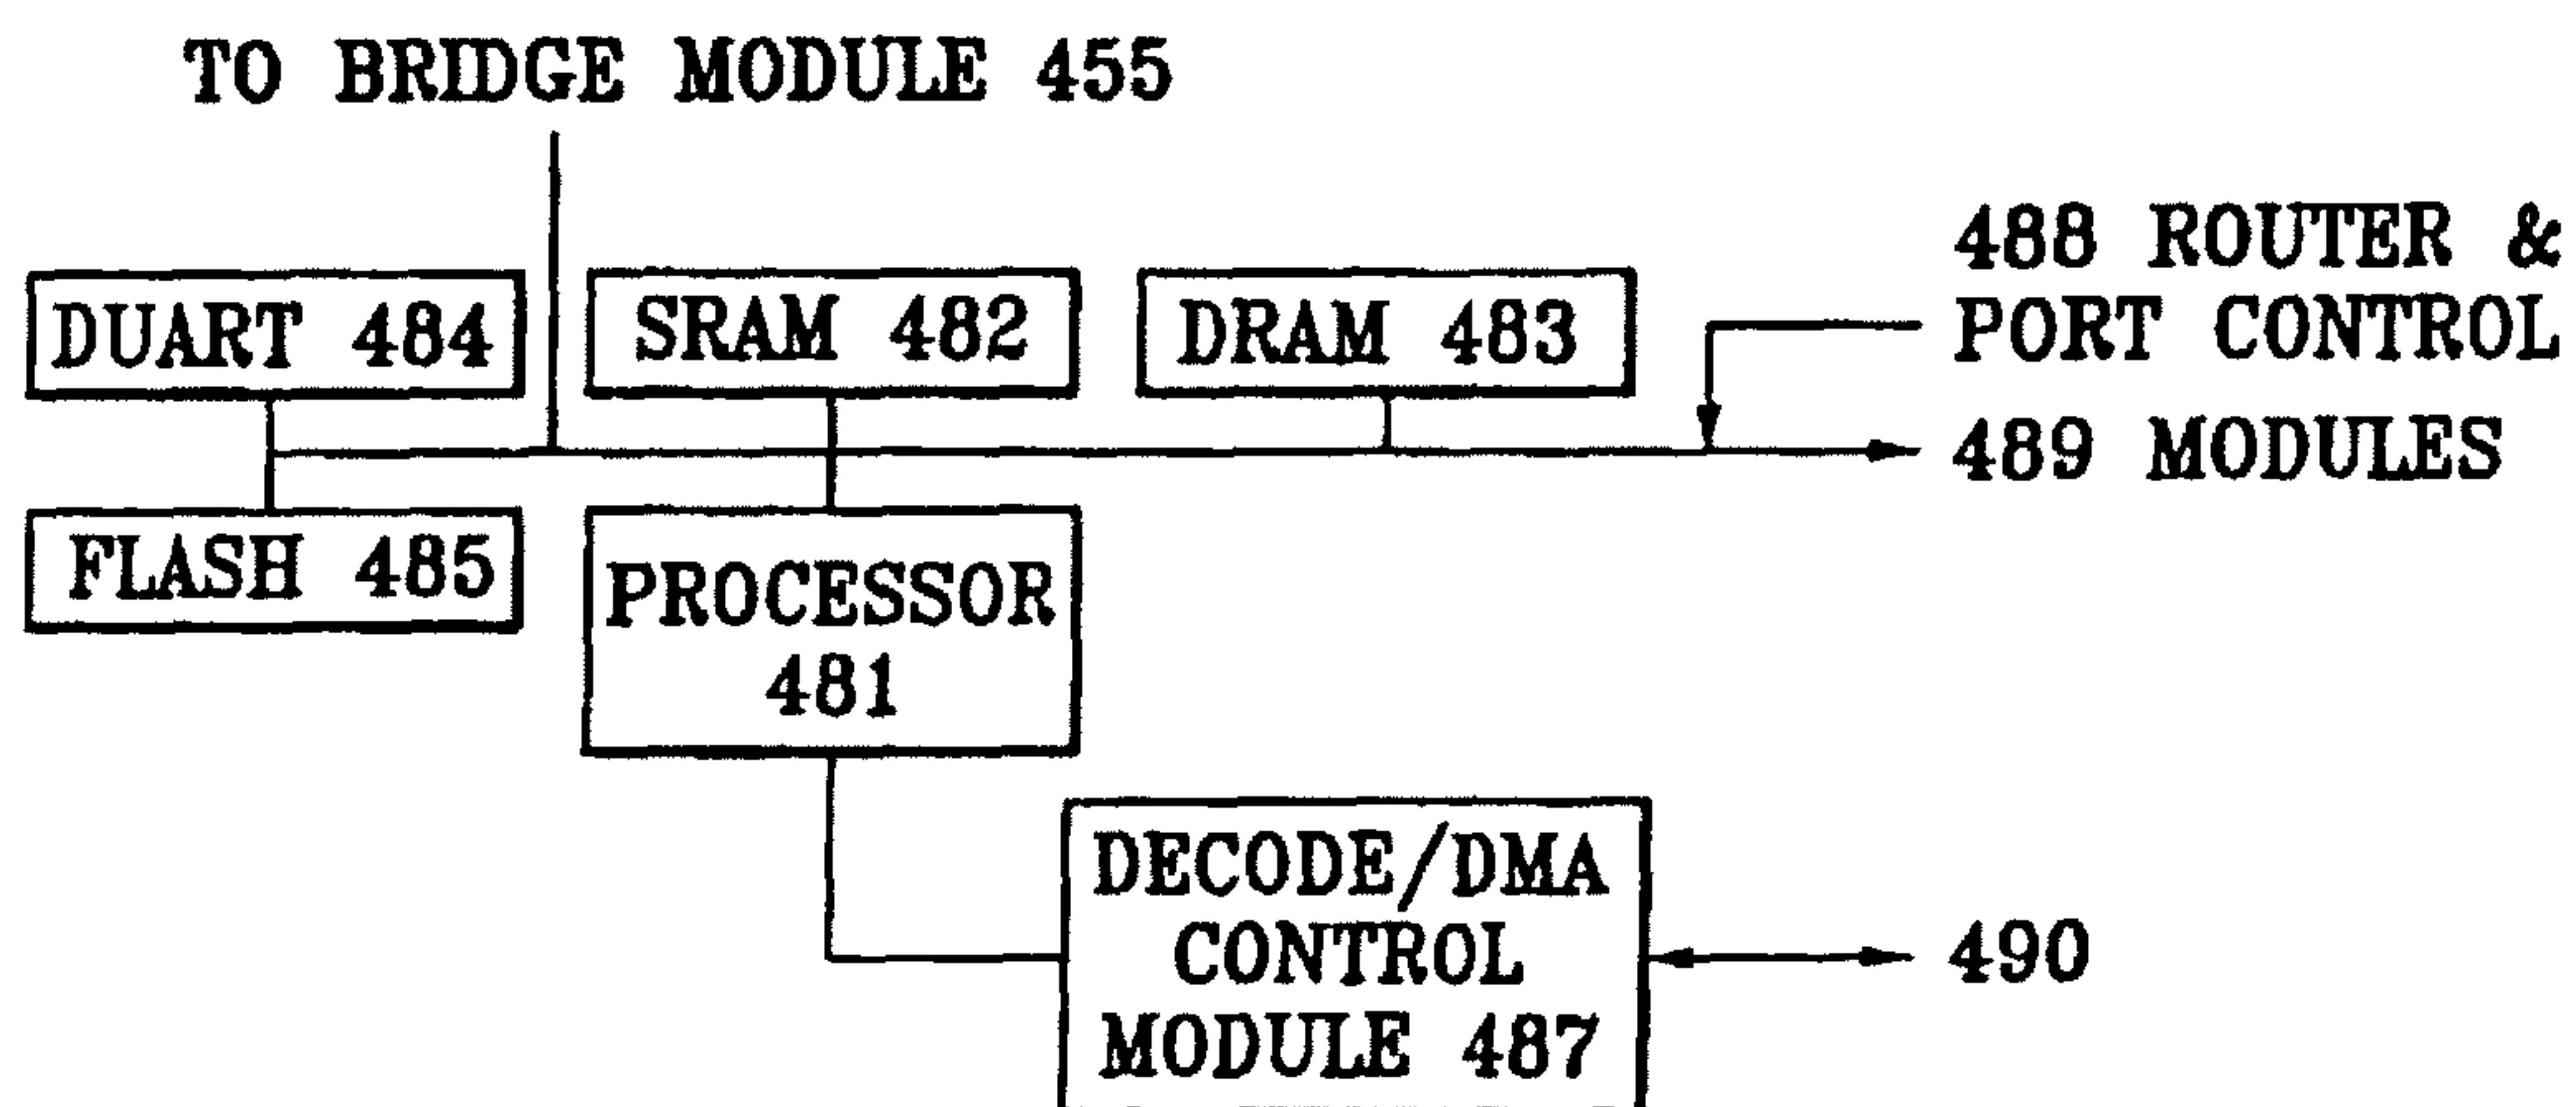 TO BRIDGE MODULE 455
DUART 484
SRAM 482
DRAM 483
488 ROUTER &
PORT CONTROL
489 MODULES
FLASH 485
PROCESSOR
481
DECODE/DMA
CONTROL
MODULE 487
490